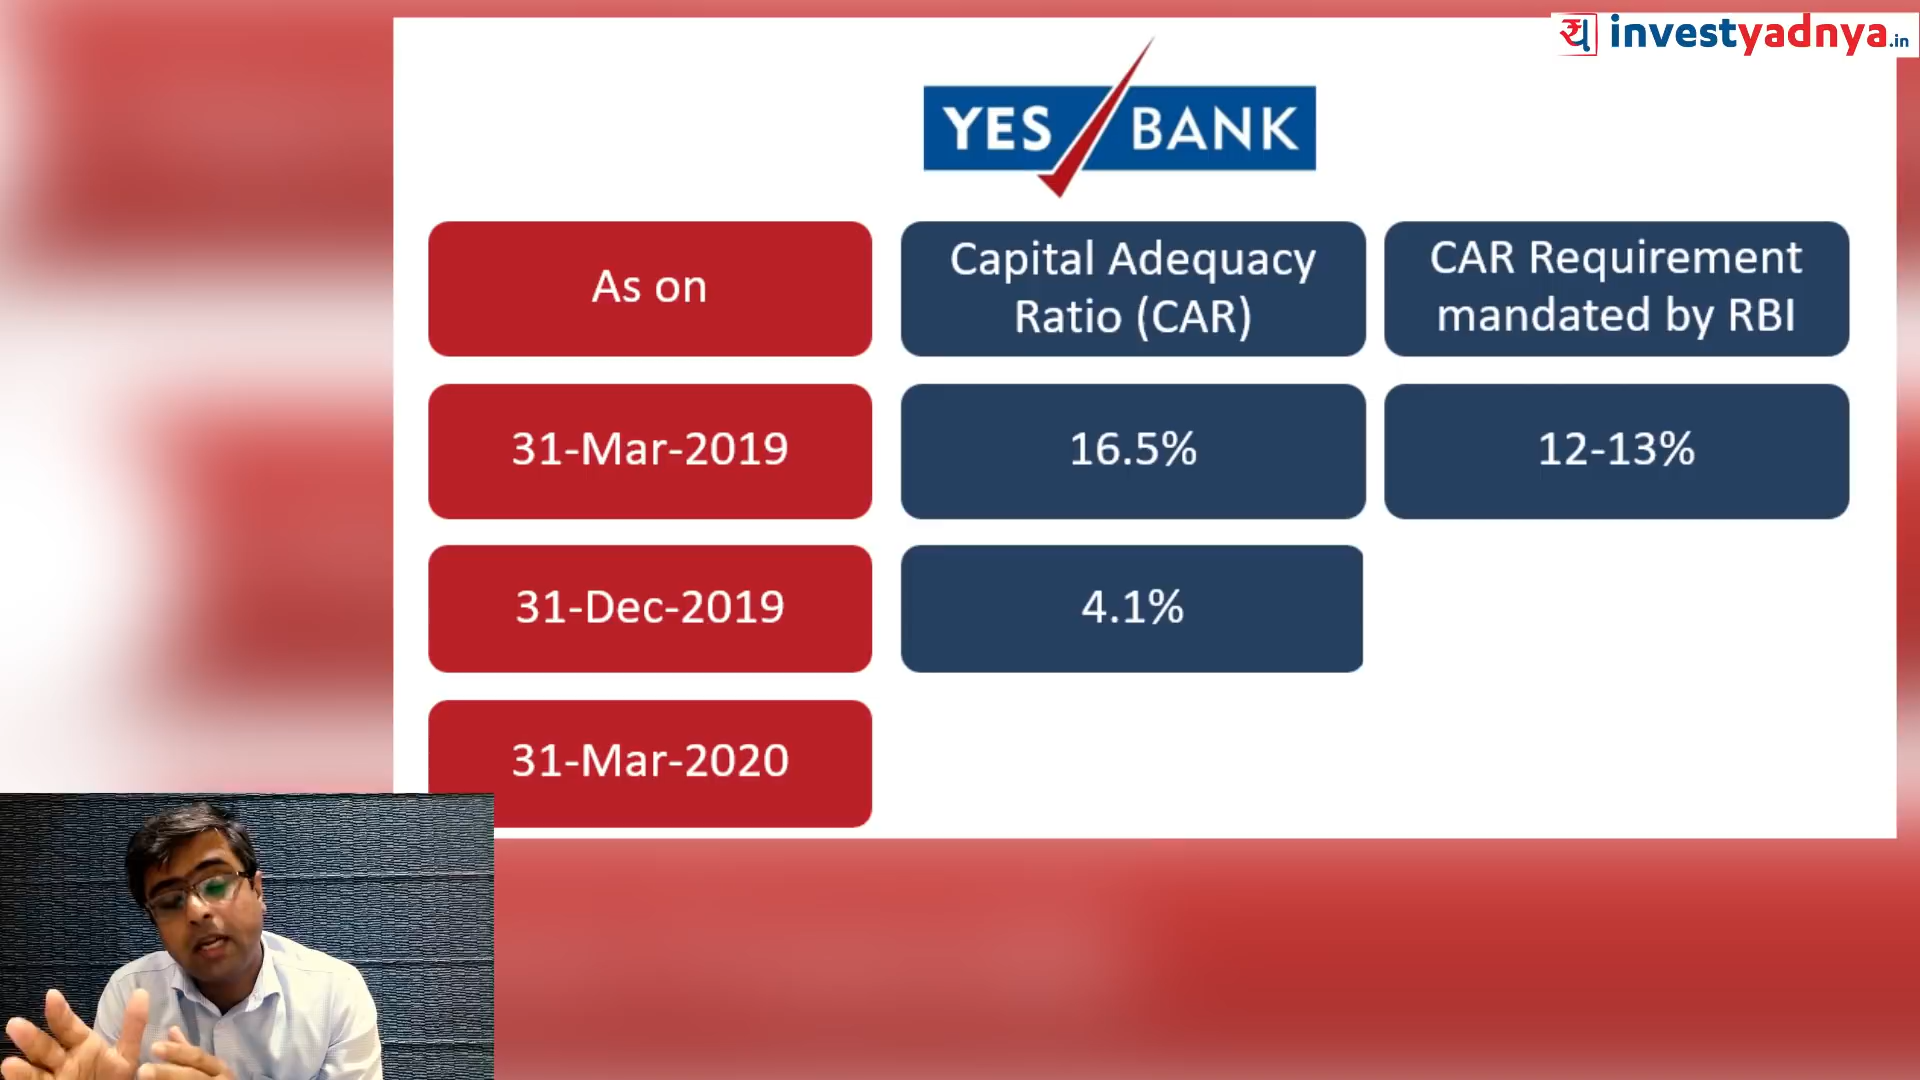 य investyadnya.in
YES BANK
As on
Capital Adequacy
Ratio (CAR)
CAR Requirement
mandated by RBI
31-Mar-2019
16.5%
12-13%
31-Dec-2019
4.1%
31-Mar-2020